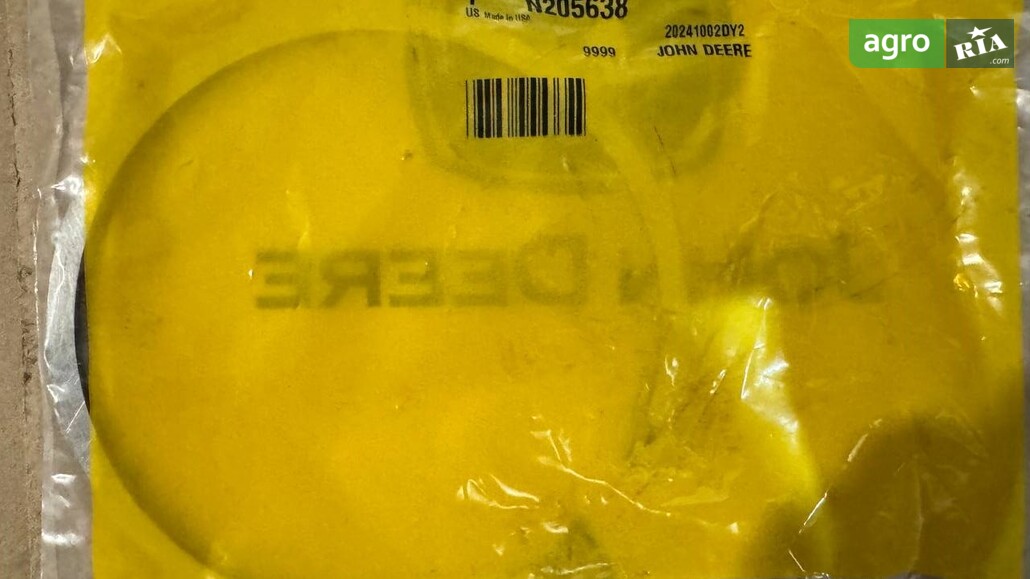 N205638
US Made in USA
20241002DY2
9999 JOHN DEERE
JOHN DEERE
agro
RIA
.com